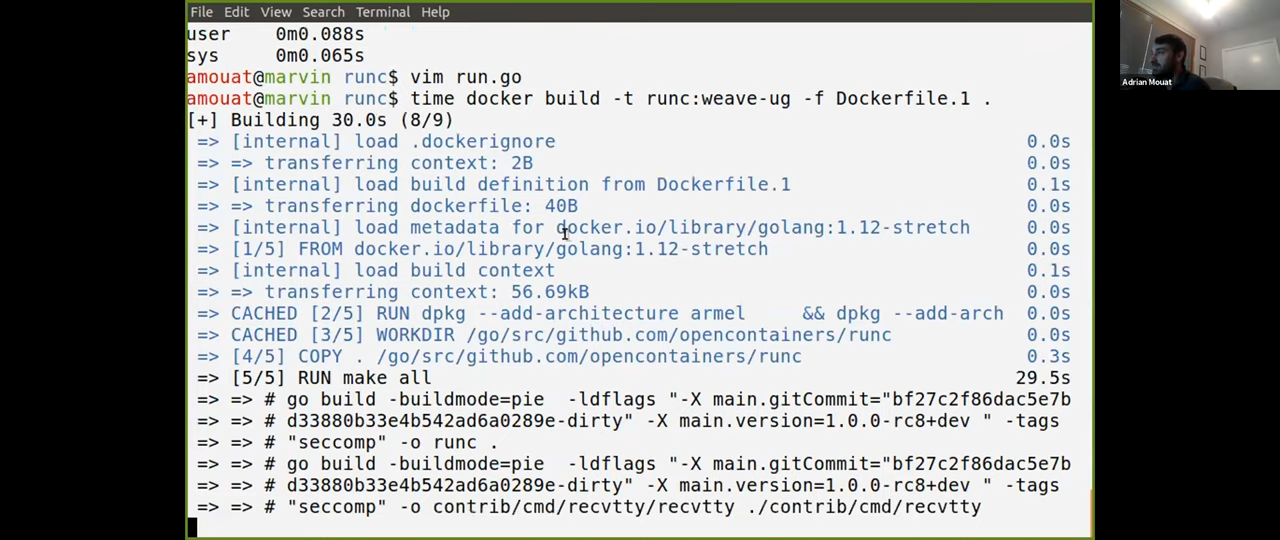 File Edit View Search Terminal Help
user 0m0.088s
sys 0m0.065s
amouat@marvin runc$ vim run.go
amouat@marvin runc$ time docker build -t runc:weave-ug -f Dockerfile.1 .
[+] Building 30.0s (8/9)
=> [internal] load .dockerignore 0.0s
=> => transferring context: 2B 0.0s
=> [internal] load build definition from Dockerfile.1 0.1s
=> => transferring dockerfile: 40B 0.0s
=> [internal] load metadata for docker.io/library/golang:1.12-stretch 0.0s
=> [1/5] FROM docker.io/library/golang:1.12-stretch 0.0s
=> [internal] load build context 0.1s
=> => transferring context: 56.69kB 0.0s
=> CACHED [2/5] RUN dpkg --add-architecture armel && dpkg --add-arch 0.0s
=> CACHED [3/5] WORKDIR /go/src/github.com/opencontainers/runc 0.0s
=> [4/5] COPY . /go/src/github.com/opencontainers/runc 0.3s
=> [5/5] RUN make all 29.5s
=> => # go build -buildmode=pie -ldflags "-X main.gitCommit="bf27c2f86dac5e7b
=> => # d33880b33e4b542ad6a0289e-dirty" -X main.version=1.0.0-rc8+dev " -tags
=> => # "seccomp" -o runc .
=> => # go build -buildmode=pie -ldflags "-X main.gitCommit="bf27c2f86dac5e7b
=> => # d33880b33e4b542ad6a0289e-dirty" -X main.version=1.0.0-rc8+dev " -tags
=> => # "seccomp" -o contrib/cmd/recvtty/recvtty ./contrib/cmd/recvtty
Adrian Mouat